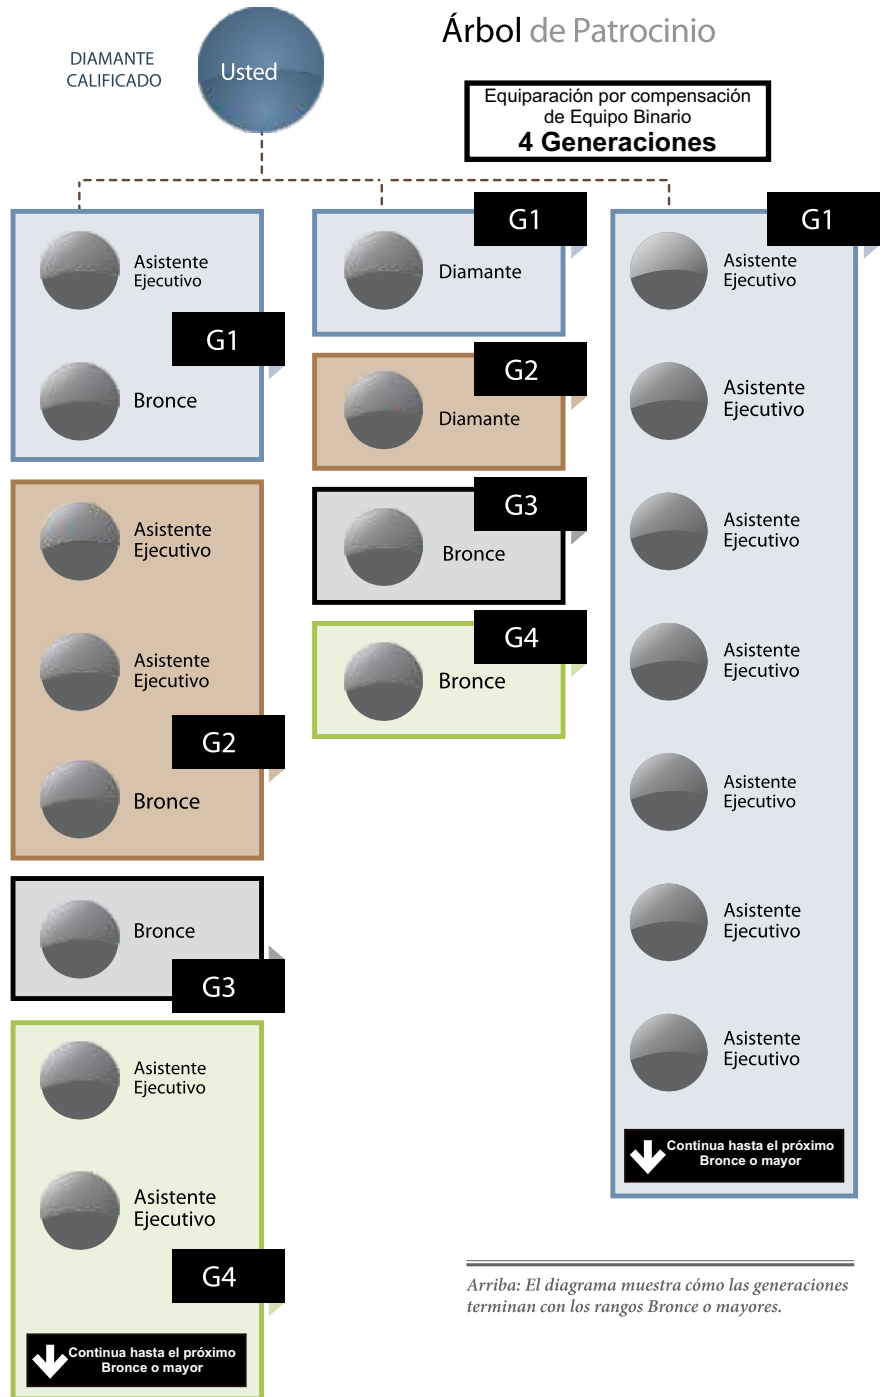 Árbol de Patrocinio
DIAMANTE
CALIFICADO
Usted
Equiparación por compensación
de Equipo Binario
4 Generaciones
Asistente
Ejecutivo
G1
Bronce
Asistente
Ejecutivo
Asistente
Ejecutivo
G2
Bronce
Bronce
G3
Asistente
Ejecutivo
Asistente
Ejecutivo
G4
Continua hasta el próximo
Bronce o mayor
G1
Diamante
G2
Diamante
G3
Bronce
G4
Bronce
G1
Asistente
Ejecutivo
Asistente
Ejecutivo
Asistente
Ejecutivo
Asistente
Ejecutivo
Asistente
Ejecutivo
Asistente
Ejecutivo
Asistente
Ejecutivo
Continua hasta el próximo
Bronce o mayor
Arriba: El diagrama muestra cómo las generaciones
terminan con los rangos Bronce o mayores.